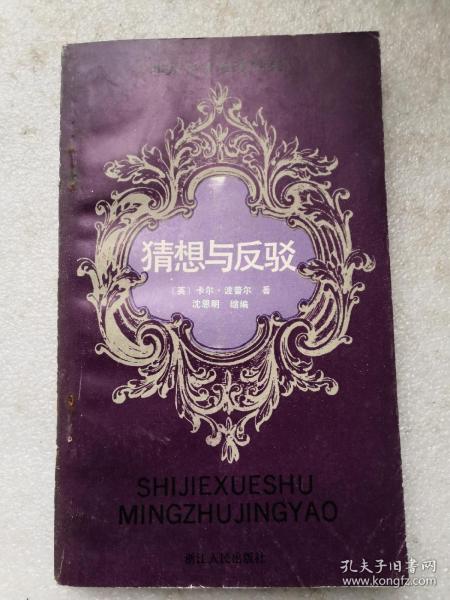 猜想与反驳
〔英〕卡尔·波普尔 著
沈恩明 缩编
SHIJIEXUESHU
MINGZHUJINGYAO
浙江人民出版社
孔夫子旧书网
www.kongfz.com